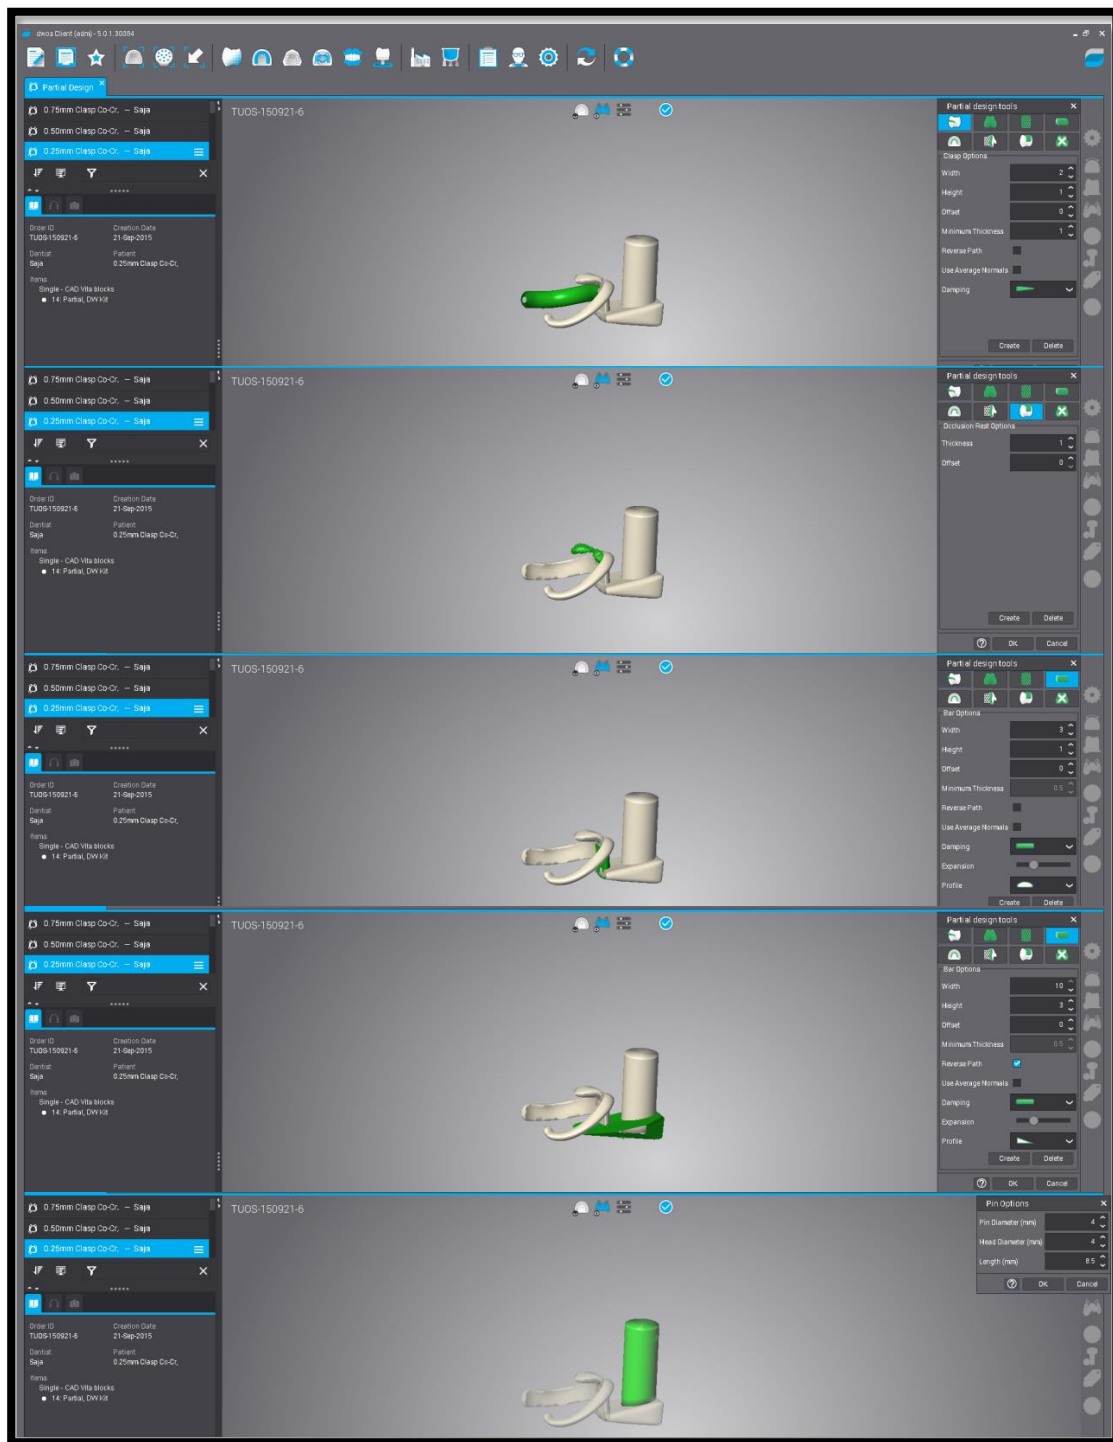 dwos Client (adm) - 5.0.1.30084
Partial Design
0.75mm Clasp Co-Cr, — Saja
0.50mm Clasp Co-Cr, — Saja
0.25mm Clasp Co-Cr, — Saja
Order ID Creation Date
TUOS-150921-6 21-Sep-2015
Dentist Patient
Saja 0.25mm Clasp Co-Cr,
Items
Single - CAD Vita blocks
14: Partial, DW Kit
TUOS-150921-6
Partial design tools
Clasp Options
Width 2
Height 1
Offset 0
Minimum Thickness 1
Reverse Path
Use Average Normals
Damping
Create Delete
0.75mm Clasp Co-Cr, — Saja
0.50mm Clasp Co-Cr, — Saja
0.25mm Clasp Co-Cr, — Saja
Order ID Creation Date
TUOS-150921-6 21-Sep-2015
Dentist Patient
Saja 0.25mm Clasp Co-Cr,
Items
Single - CAD Vita blocks
14: Partial, DW Kit
TUOS-150921-6
Partial design tools
Occlusion Rest Options
Thickness 1
Offset 0
Create Delete
OK Cancel
0.75mm Clasp Co-Cr, — Saja
0.50mm Clasp Co-Cr, — Saja
0.25mm Clasp Co-Cr, — Saja
Order ID Creation Date
TUOS-150921-6 21-Sep-2015
Dentist Patient
Saja 0.25mm Clasp Co-Cr,
Items
Single - CAD Vita blocks
14: Partial, DW Kit
TUOS-150921-6
Partial design tools
Bar Options
Width 3
Height 1
Offset 0
Minimum Thickness 0.5
Reverse Path
Use Average Normals
Damping
Expansion
Profile
Create Delete
0.75mm Clasp Co-Cr, — Saja
0.50mm Clasp Co-Cr, — Saja
0.25mm Clasp Co-Cr, — Saja
Order ID Creation Date
TUOS-150921-6 21-Sep-2015
Dentist Patient
Saja 0.25mm Clasp Co-Cr,
Items
Single - CAD Vita blocks
14: Partial, DW Kit
TUOS-150921-6
Partial design tools
Bar Options
Width 10
Height 3
Offset 0
Minimum Thickness 0.5
Reverse Path
Use Average Normals
Damping
Expansion
Profile
Create Delete
OK Cancel
0.75mm Clasp Co-Cr, — Saja
0.50mm Clasp Co-Cr, — Saja
0.25mm Clasp Co-Cr, — Saja
Order ID Creation Date
TUOS-150921-6 21-Sep-2015
Dentist Patient
Saja 0.25mm Clasp Co-Cr,
Items
Single - CAD Vita blocks
14: Partial, DW Kit
TUOS-150921-6
Pin Options
Pin Diameter (mm) 4
Head Diameter (mm) 4
Length (mm) 8.5
OK Cancel